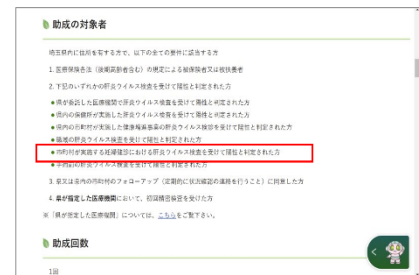 助成の対象者
埼玉県内に住所を有する方で、以下の全ての要件に該当する方
1. 医療保険各法（後期高齢者含む）の規定による被保険者又は被扶養者
2. 下記のいずれかの肝炎ウイルス検査を受けて陽性と判定された方
県が委託した医療機関で肝炎ウイルス検査を受けて陽性と判定された方
県内の保健所が実施した肝炎ウイルス検査を受けて陽性と判定された方
県内の市町村が実施した健康増進事業の肝炎ウイルス検診を受けて陽性と判定された方
職域の肝炎ウイルス検査を受けて陽性と判定された方
市町村が実施する妊婦健診における肝炎ウイルス検査を受けて陽性と判定された方
手術前の肝炎ウイルス検査を受けて陽性と判定された方
3. 県又は県内の市町村のフォローアップ（定期的に状況確認の連絡を行うこと）に同意した方
4. 県が指定した医療機関において、初回精密検査を受けた方
※「県が指定した医療機関」については、こちらをご覧下さい。
助成回数
1回